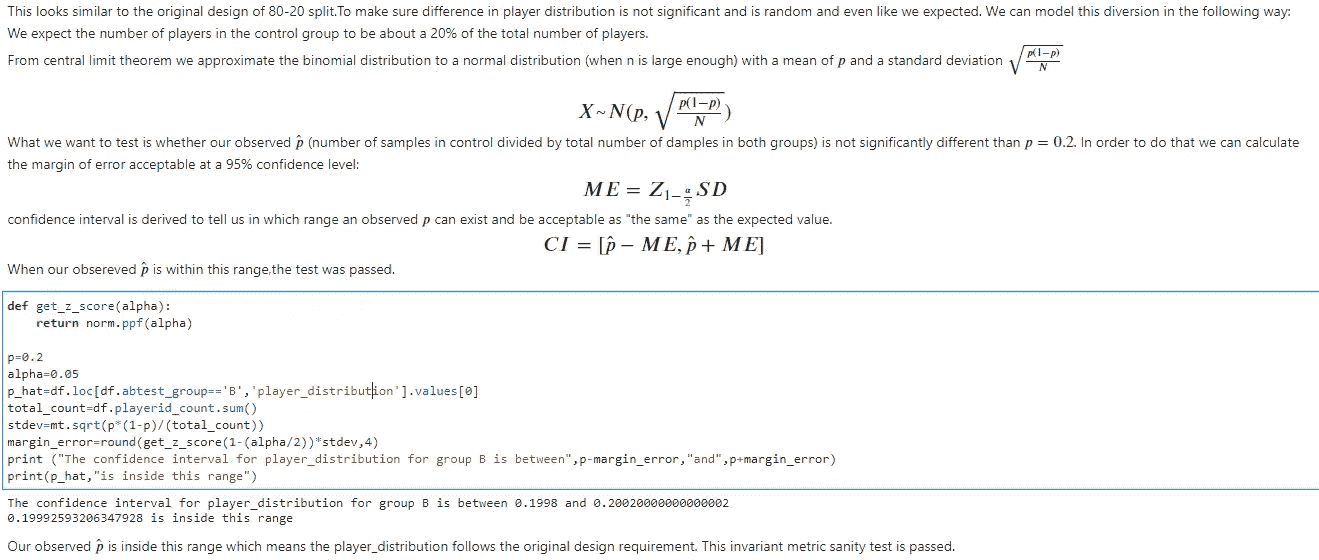 This looks similar to the original design of 80-20 split.To make sure difference in player distribution is not significant and is random and even like we expected. We can model this diversion in the following way:
We expect the number of players in the control group to be about a 20% of the total number of players.
From central limit theorem we approximate the binomial distribution to a normal distribution (when n is large enough) with a mean of p and a standard deviation √(p(1−p)/N)
X~N(p, √(p(1−p)/N))
What we want to test is whether our observed p̂ (number of samples in control divided by total number of damples in both groups) is not significantly different than p = 0.2. In order to do that we can calculate
the margin of error acceptable at a 95% confidence level:
ME = Z₁₋α/₂ SD
confidence interval is derived to tell us in which range an observed p can exist and be acceptable as "the same" as the expected value.
CI = [p̂ − ME, p̂ + ME]
When our obsereved p̂ is within this range,the test was passed.
def get_z_score(alpha):
    return norm.ppf(alpha)
p=0.2
alpha=0.05
p_hat=df.loc[df.abtest_group=='B','player_distribution'].values[0]
total_count=df.playerid_count.sum()
stdev=mt.sqrt(p*(1-p)/(total_count))
margin_error=round(get_z_score(1-(alpha/2))*stdev,4)
print ("The confidence interval for player_distribution for group B is between",p-margin_error,"and",p+margin_error)
print(p_hat,"is inside this range")
The confidence interval for player_distribution for group B is between 0.1998 and 0.20020000000000002
0.19992593206347928 is inside this range
Our observed p̂ is inside this range which means the player_distribution follows the original design requirement. This invariant metric sanity test is passed.